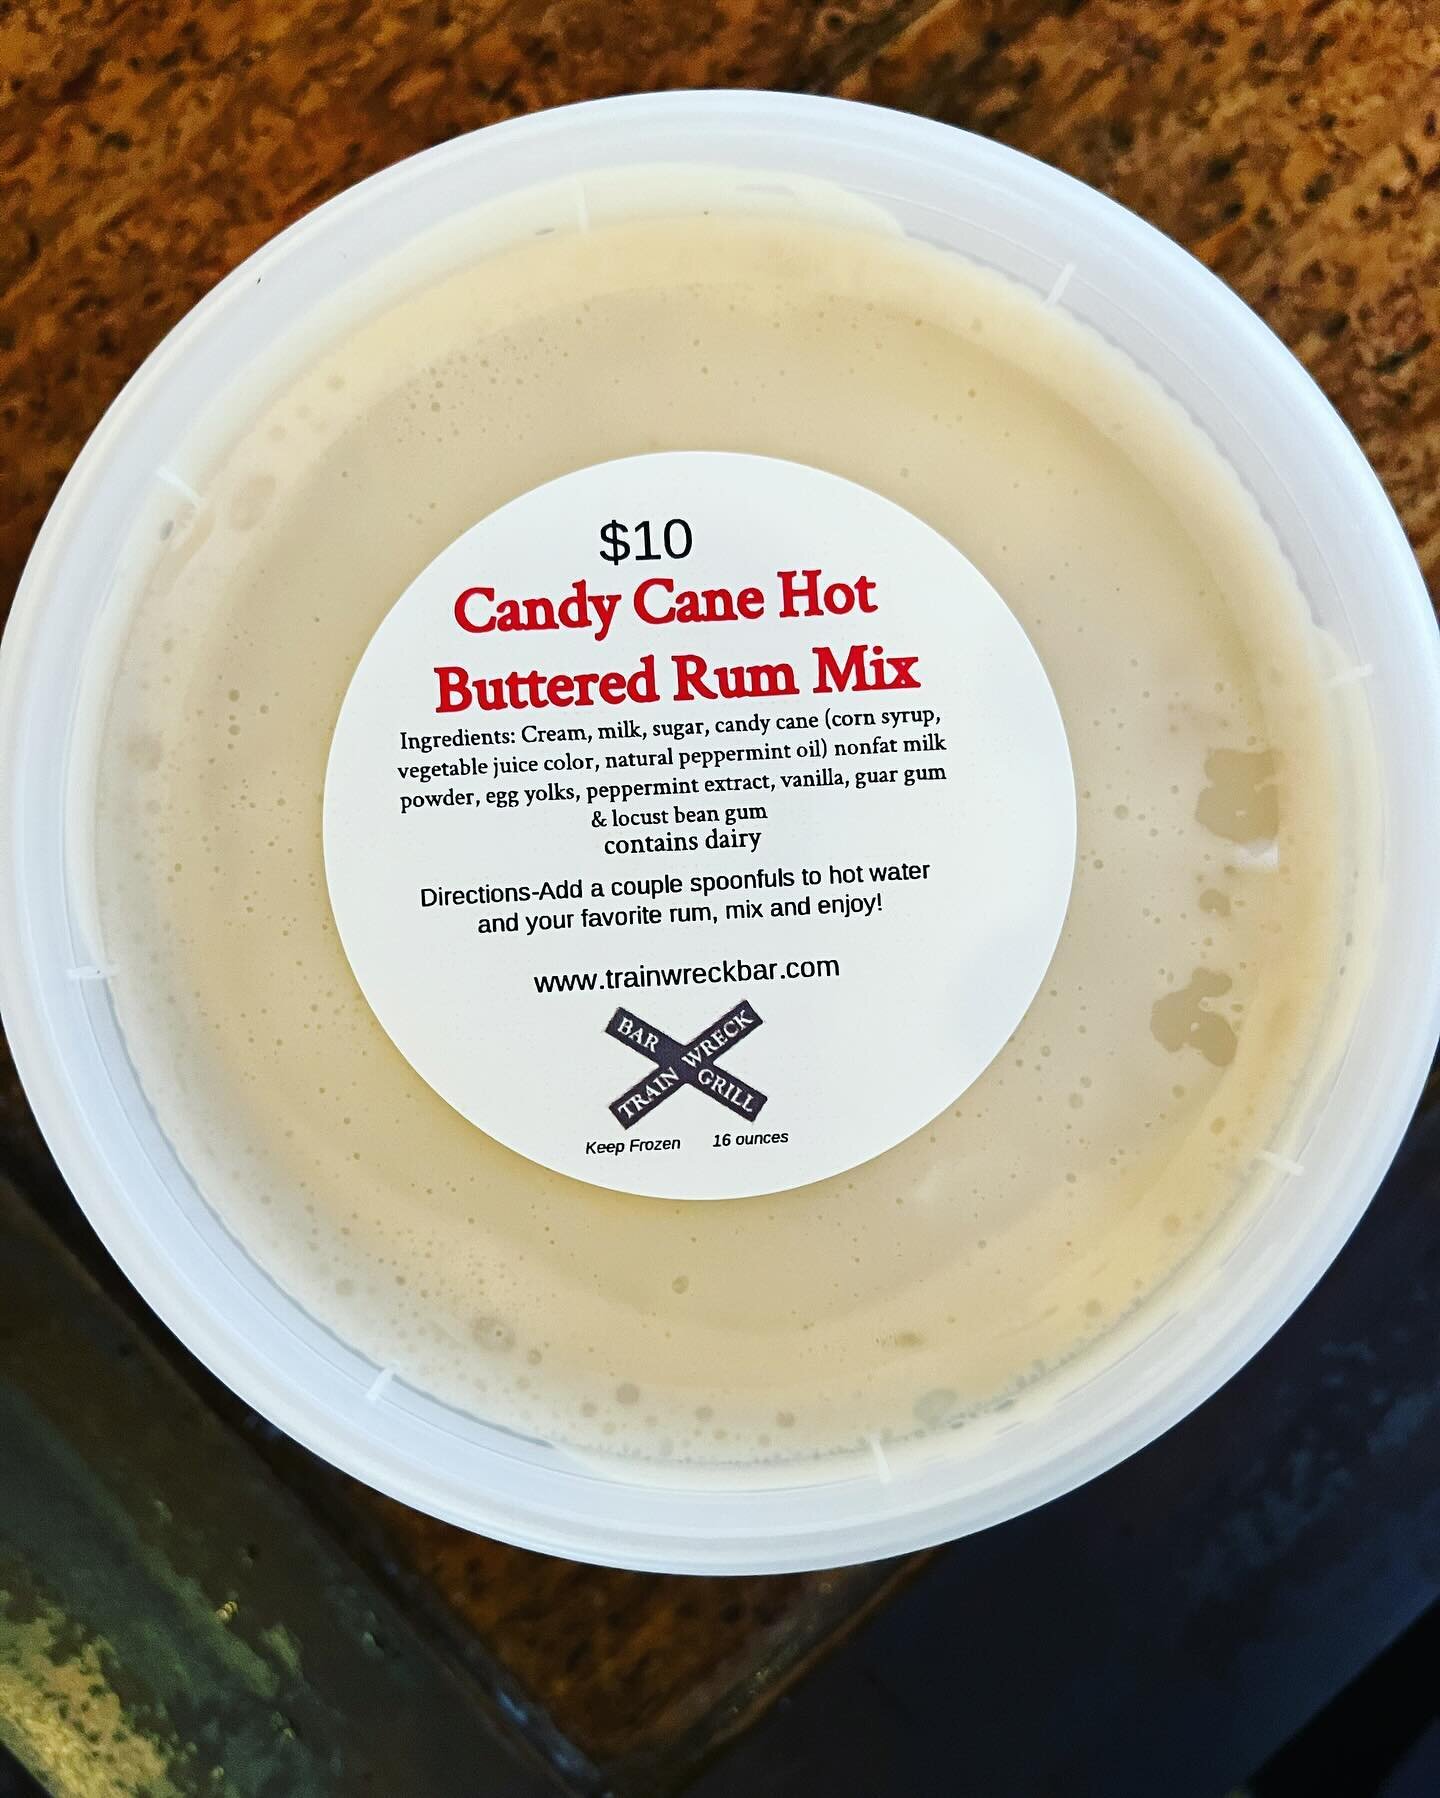 $10
Candy Cane Hot
Buttered Rum Mix
Ingredients: Cream, milk, sugar, candy cane (corn syrup,
vegetable juice color, natural peppermint oil) nonfat milk
powder, egg yolks, peppermint extract, vanilla, guar gum
& locust bean gum
contains dairy
Directions-Add a couple spoonfuls to hot water
and your favorite rum, mix and enjoy!
www.trainwreckbar.com
BAR GRILL
TRAIN WRECK
Keep Frozen 16 ounces